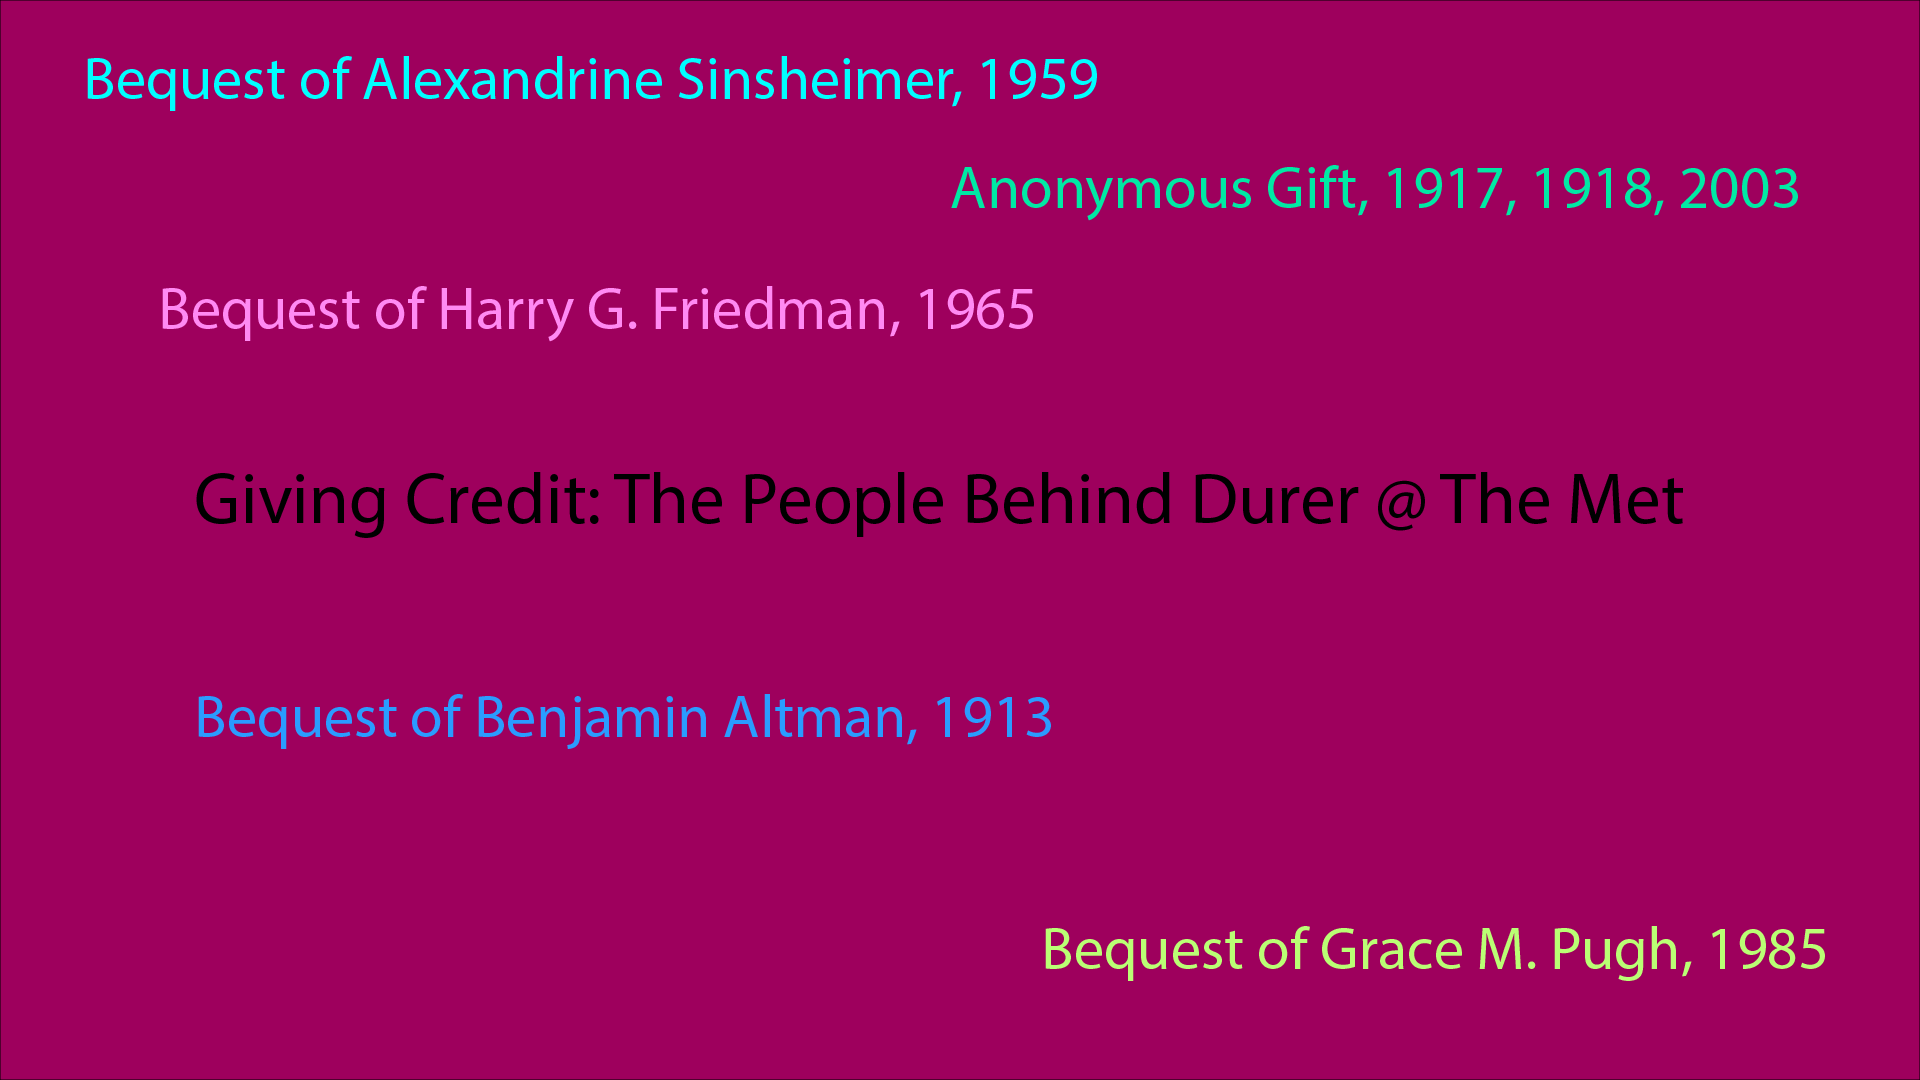 Bequest of Alexandrine Sinsheimer, 1959
Anonymous Gift, 1917, 1918, 2003
Bequest of Harry G. Friedman, 1965
Giving Credit: The People Behind Durer @ The Met
Bequest of Benjamin Altman, 1913
Bequest of Grace M. Pugh, 1985